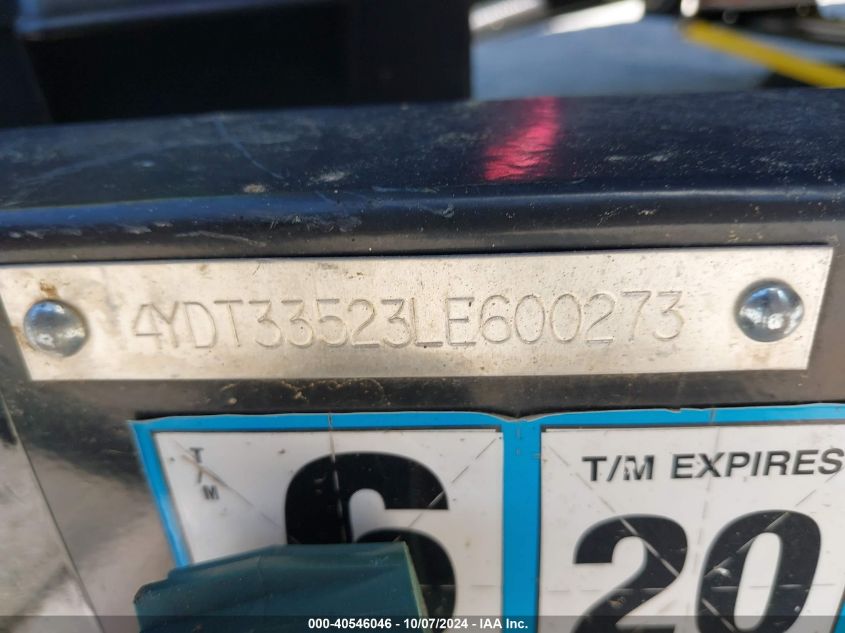 4YDT33523LE600273
T/M
6
T/M EXPIRES
20
000-40546046 - 10/07/2024 - IAA Inc.